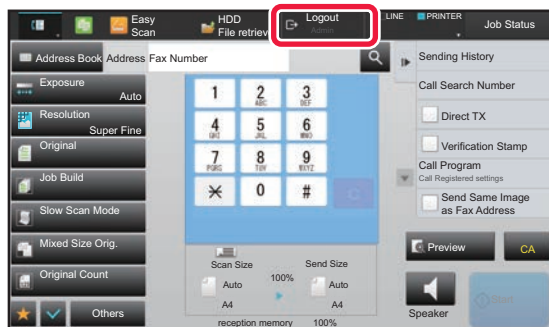 Easy
Scan
HDD
File retriev
Logout
Admin
LINE
PRINTER
Job Status
Address Book
Address
Fax Number
Exposure
Auto
Resolution
Super Fine
Original
Job Build
Slow Scan Mode
Mixed Size Orig.
Original Count
Others
1
2
ABC
3
DEF
4
GHI
5
JKL
6
MNO
7
PQRS
8
TUV
9
WXYZ
0
#
Scan Size
Send Size
100%
Auto
Auto
A4
A4
reception memory 100%
Sending History
Call Search Number
Direct TX
Verification Stamp
Call Program
Call Registered settings
Send Same Image
as Fax Address
Preview
CA
Speaker
Start